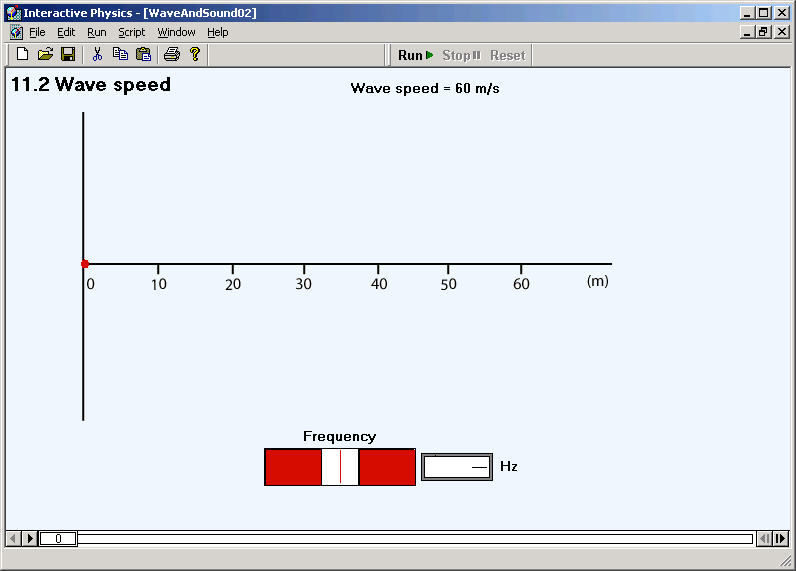 Interactive Physics - [WaveAndSound02]
File Edit Run Script Window Help
Run Stop Reset
11.2 Wave speed
Wave speed = 60 m/s
0 10 20 30 40 50 60 (m)
Frequency
Hz
0